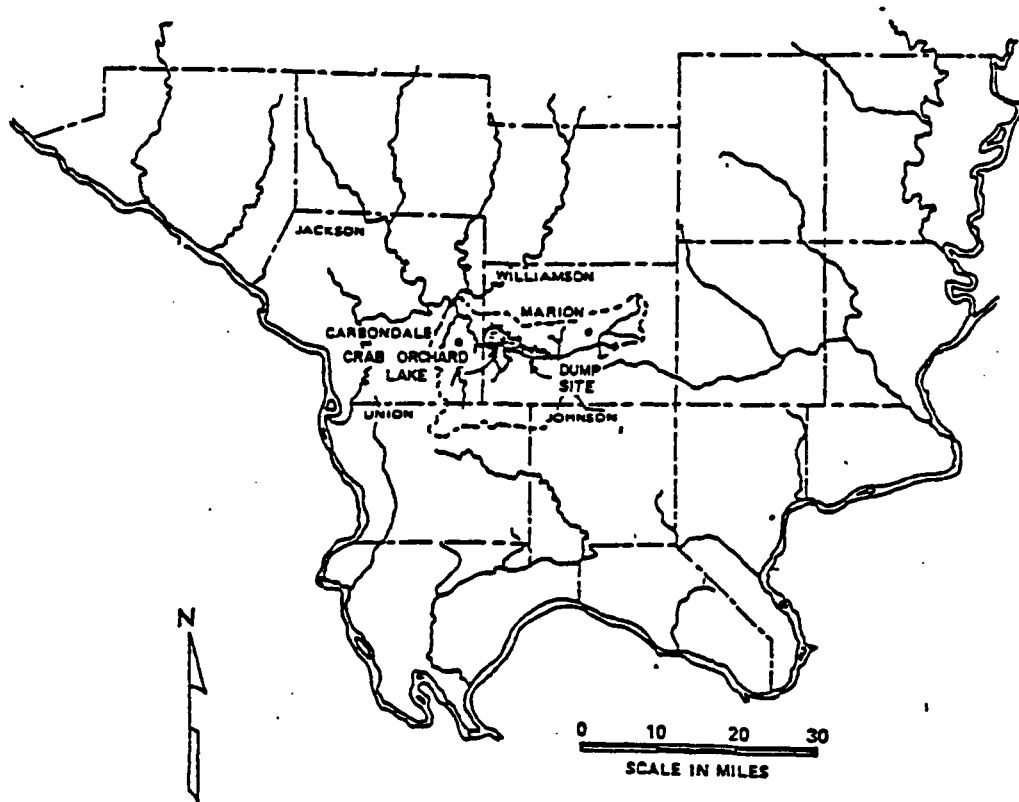 JACKSON
WILLIAMSON
MARION
CARBONDALE
CRAB ORCHARD
LAKE
DUMP
SITE
UNION
JOHNSON
N
0 10 20 30
SCALE IN MILES